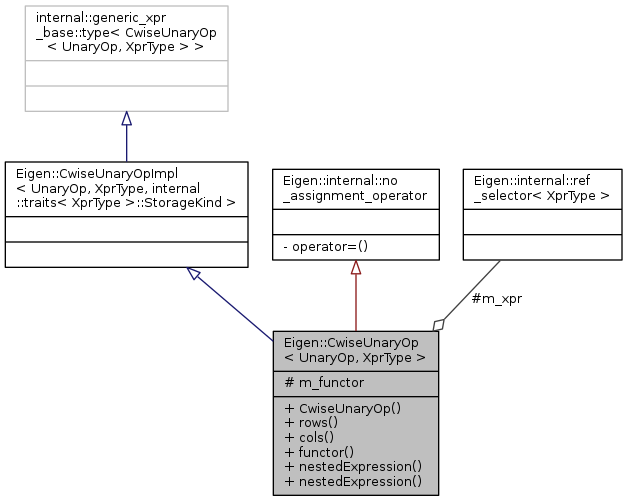 internal::generic_xpr
_base::type< CwiseUnaryOp
< UnaryOp, XprType > >
Eigen::CwiseUnaryOpImpl
< UnaryOp, XprType, internal
::traits< XprType >::StorageKind >
Eigen::internal::no
_assignment_operator
- operator=()
Eigen::internal::ref
_selector< XprType >
#m_xpr
Eigen::CwiseUnaryOp
< UnaryOp, XprType >
# m_functor
+ CwiseUnaryOp()
+ rows()
+ cols()
+ functor()
+ nestedExpression()
+ nestedExpression()